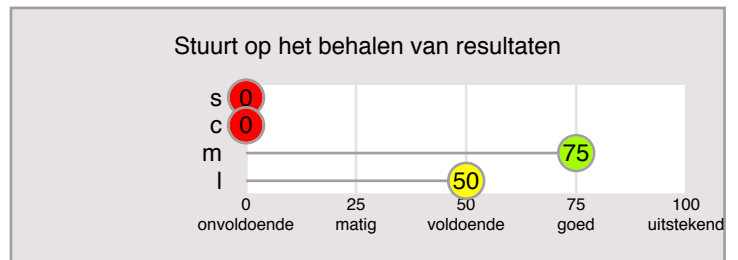 Stuurt op het behalen van resultaten
s 0
c 0
m 75
l 50
0 25 50 75 100
onvoldoende matig voldoende goed uitstekend